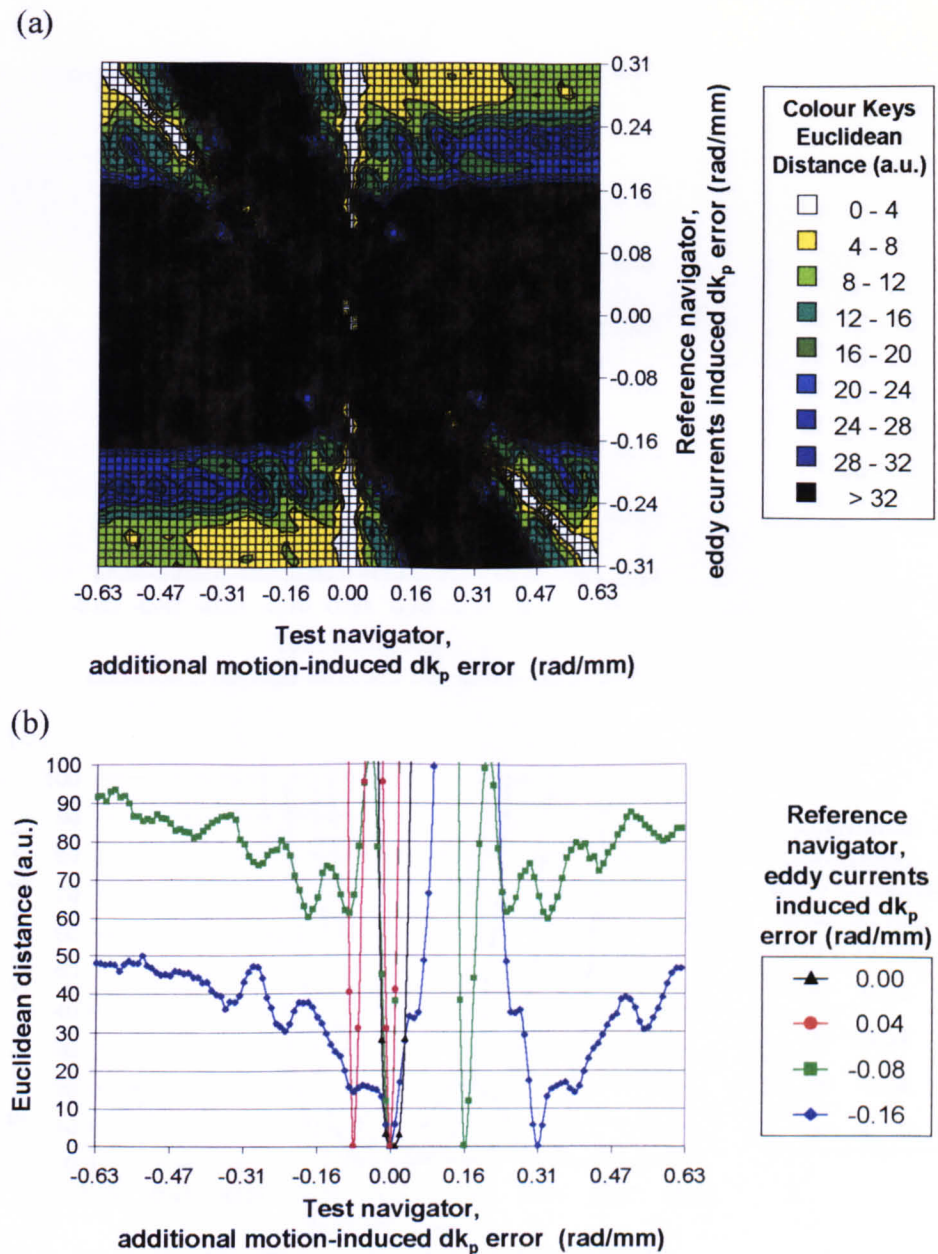 (a)
0.31
0.24
0.16
0.08
0.00
-0.08
-0.16
-0.24
-0.31
Reference navigator,
eddy currents induced dkp error (rad/mm)
-0.63 -0.47 -0.31 -0.16 0.00 0.16 0.31 0.47 0.63
Test navigator,
additional motion-induced dkp error (rad/mm)
Colour Keys
Euclidean
Distance (a.u.)
0 - 4
4 - 8
8 - 12
12 - 16
16 - 20
20 - 24
24 - 28
28 - 32
> 32
(b)
Euclidean distance (a.u.)
100
90
80
70
60
50
40
30
20
10
0
-0.63 -0.47 -0.31 -0.16 0.00 0.16 0.31 0.47 0.63
Test navigator,
additional motion-induced dkp error (rad/mm)
Reference
navigator,
eddy currents
induced dkp
error (rad/mm)
0.00
0.04
-0.08
-0.16